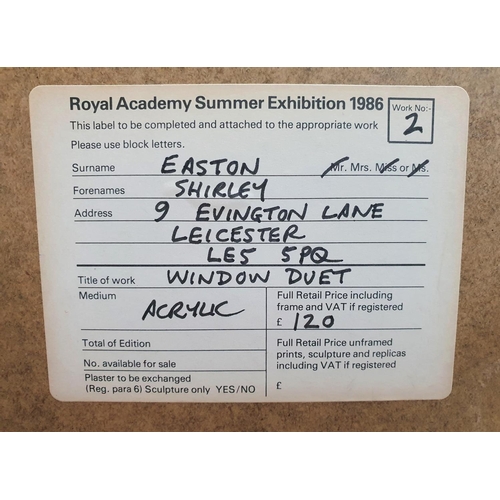 Royal Academy Summer Exhibition 1986
Work No:-
2
This label to be completed and attached to the appropriate work
Please use block letters.
Surname EASTON Mr. Mrs. Miss or Ms.
Forenames SHIRLEY
Address 9 EVINGTON LANE
LEICESTER
LE5 5PQ
Title of work WINDOW DUET
Medium
ACRYLIC
Full Retail Price including
frame and VAT if registered
£ 120
Total of Edition
No. available for sale
Plaster to be exchanged
(Reg. para 6) Sculpture only YES/NO
Full Retail Price unframed
prints, sculpture and replicas
including VAT if registered
£